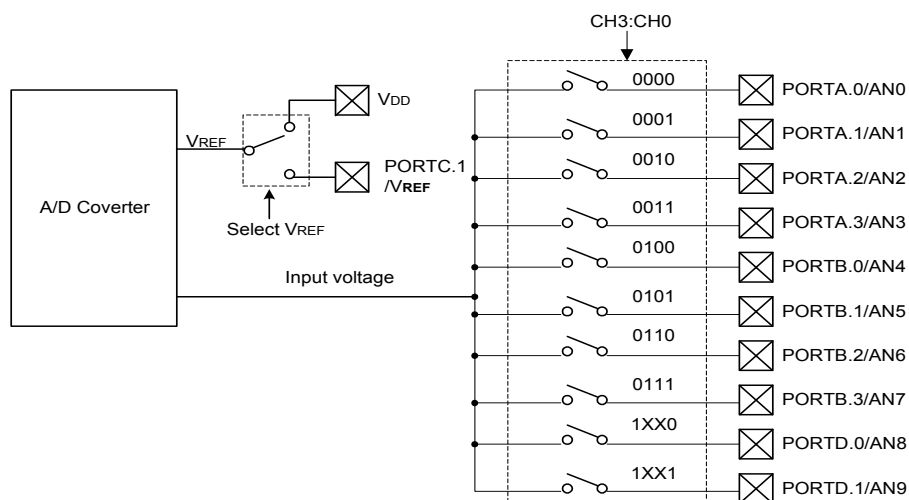 CH3:CH0
0000
PORTA.0/AN0
VDD
0001
PORTA.1/AN1
VREF
PORTC.1
/VREF
0010
PORTA.2/AN2
A/D Coverter
0011
PORTA.3/AN3
Select VREF
0100
PORTB.0/AN4
Input voltage
0101
PORTB.1/AN5
0110
PORTB.2/AN6
0111
PORTB.3/AN7
1XX0
PORTD.0/AN8
1XX1
PORTD.1/AN9